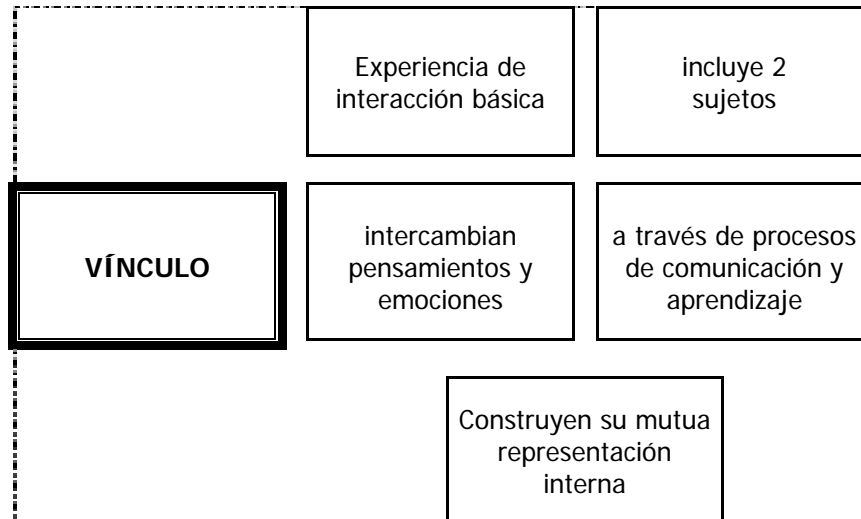 Experiencia de
interacción básica
incluye 2
sujetos
VÍNCULO
intercambian
pensamientos y
emociones
a través de procesos
de comunicación y
aprendizaje
Construyen su mutua
representación
interna